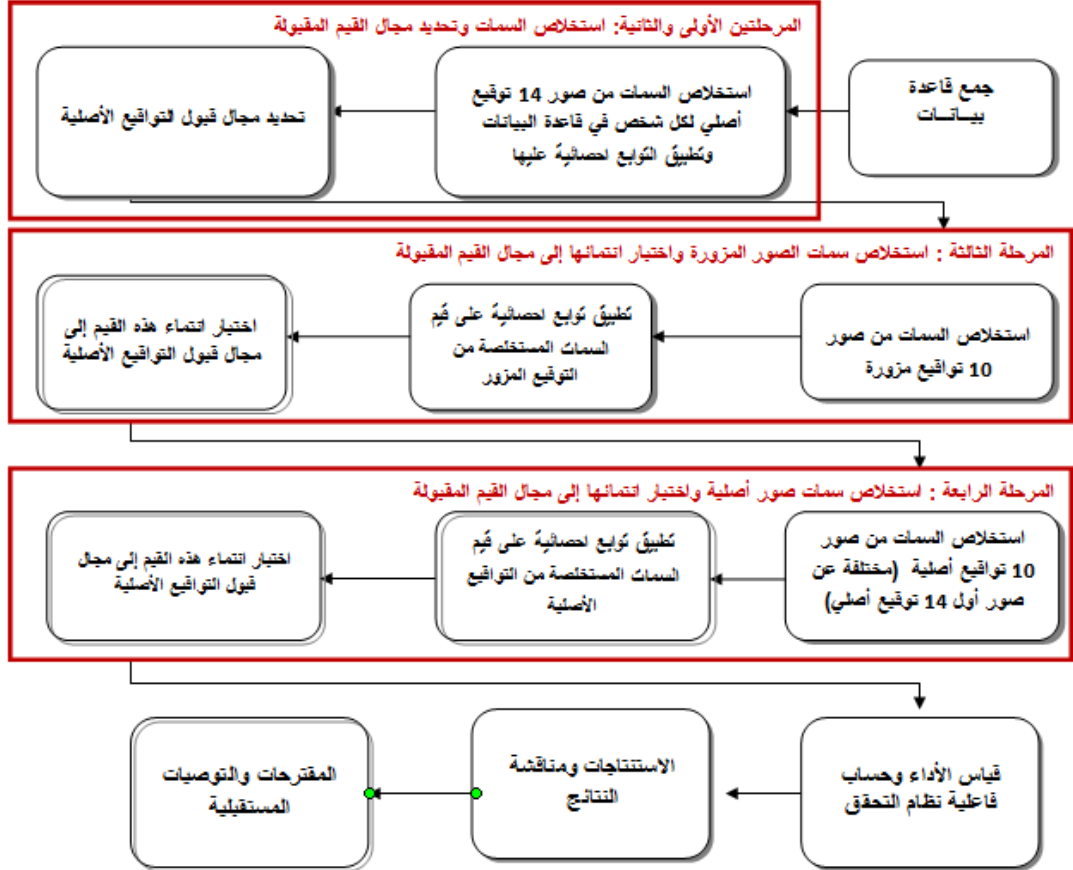 المرحلتين الأولى والثانية: استخلاص السمات وتحديد مجال القيم المقبولة
جمع قاعدة
بيــانــات
استخلاص السمات من صور 14 توقيع
أصلي لكل شخص في قاعدة البيانات
وتطبيق التوابع احصائية عليها
تحديد مجال قبول التواقيع الأصلية
المرحلة الثالثة : استخلاص سمات الصور المزورة واختبار انتمائها إلى مجال القيم المقبولة
استخلاص السمات من صور
10 تواقيع مزورة
تطبيق توابع احصائية على قيم
السمات المستخلصة من
التوقيع المزور
اختبار انتماء هذه القيم إلى
مجال قبول التواقيع الأصلية
المرحلة الرابعة : استخلاص سمات صور أصلية واختبار انتمائها إلى مجال القيم المقبولة
استخلاص السمات من صور
10 تواقيع أصلية (مختلفة عن
صور أول 14 توقيع أصلي)
تطبيق توابع احصائية على قيم
السمات المستخلصة من التواقيع
الأصلية
اختبار انتماء هذه القيم إلى مجال
قبول التواقيع الأصلية
قياس الأداء وحساب
فاعلية نظام التحقق
الاستنتاجات ومناقشة
النتائج
المقترحات والتوصيات
المستقبلية